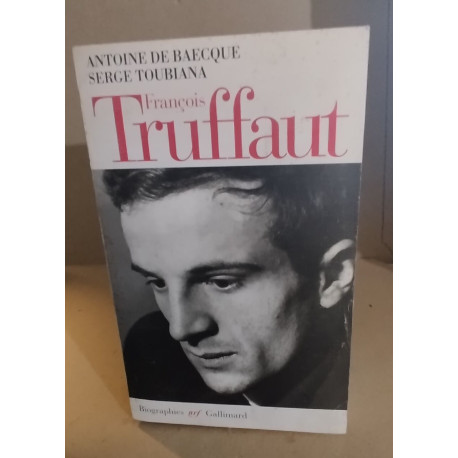 ANTOINE DE BAECQUE
SERGE TOUBIANA
François
Truffaut
Biographies nrf Gallimard